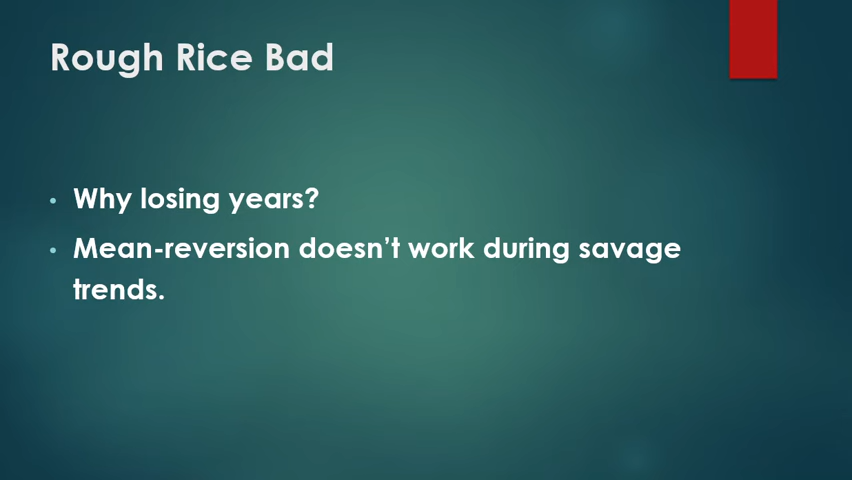 Rough Rice Bad
• Why losing years?
• Mean-reversion doesn’t work during savage
trends.